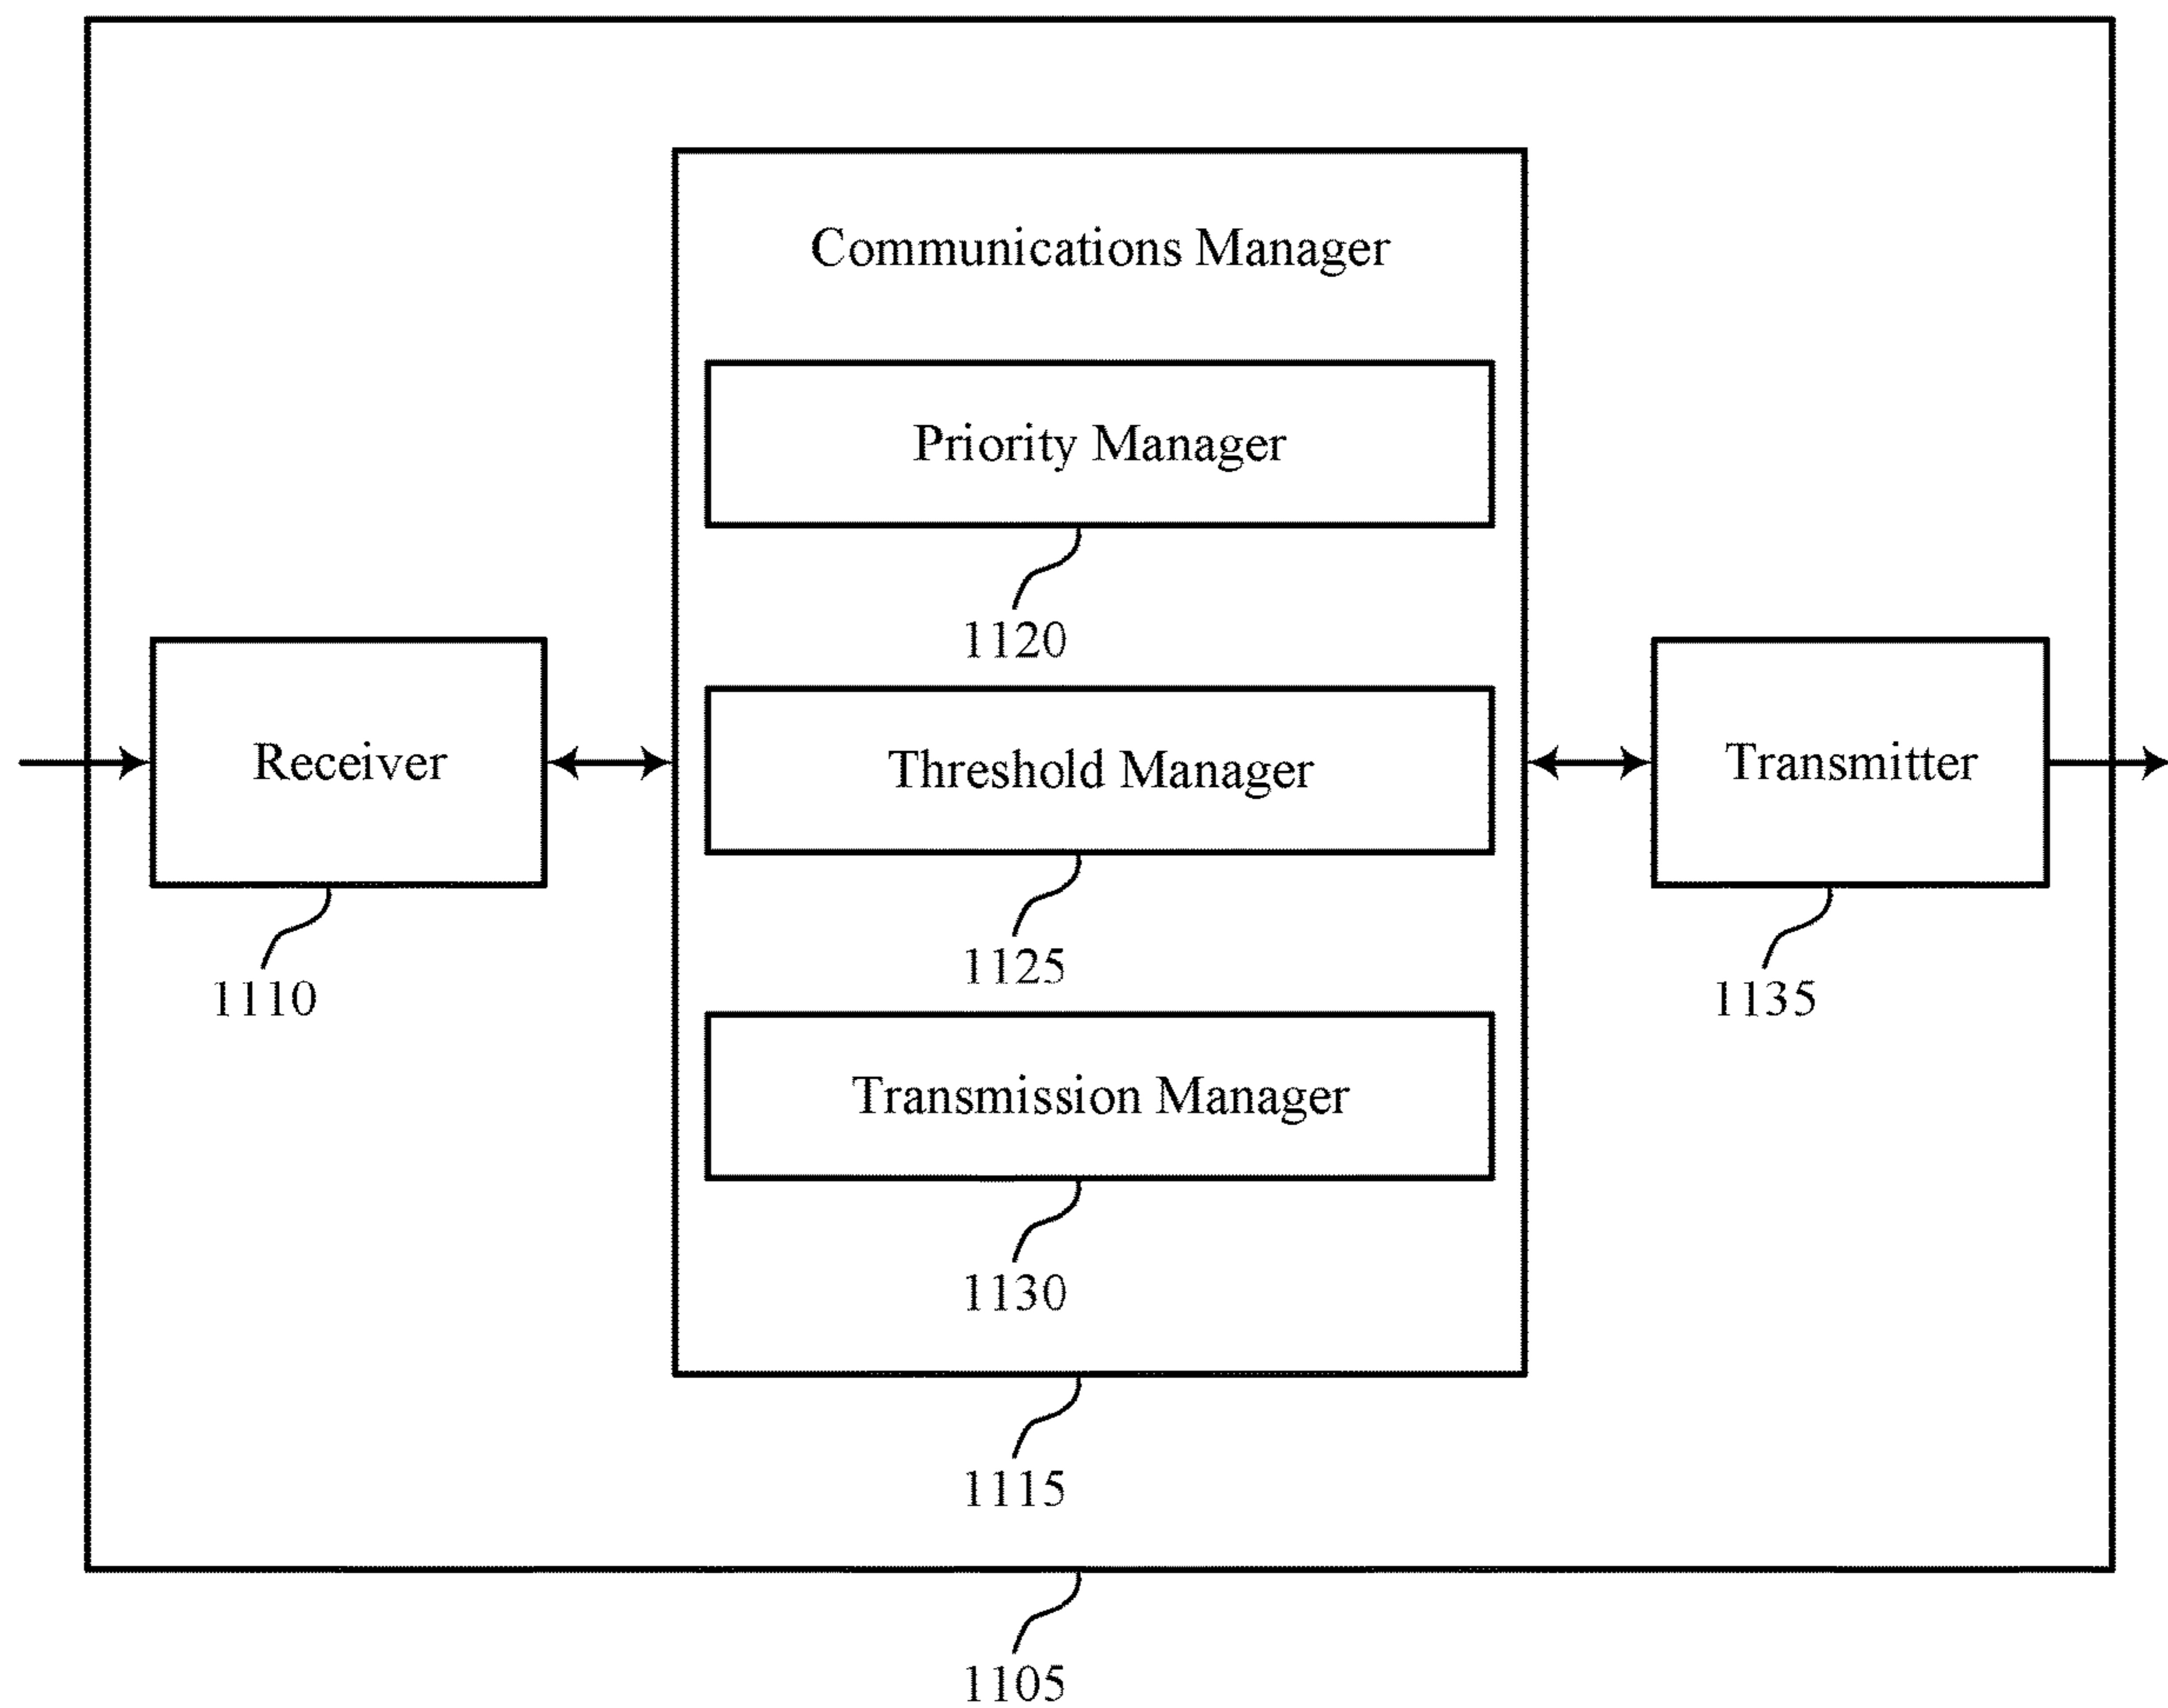 Communications Manager
Priority Manager
1120
Receiver
1110
Threshold Manager
1125
Transmitter
1135
Transmission Manager
1130
1115
1105